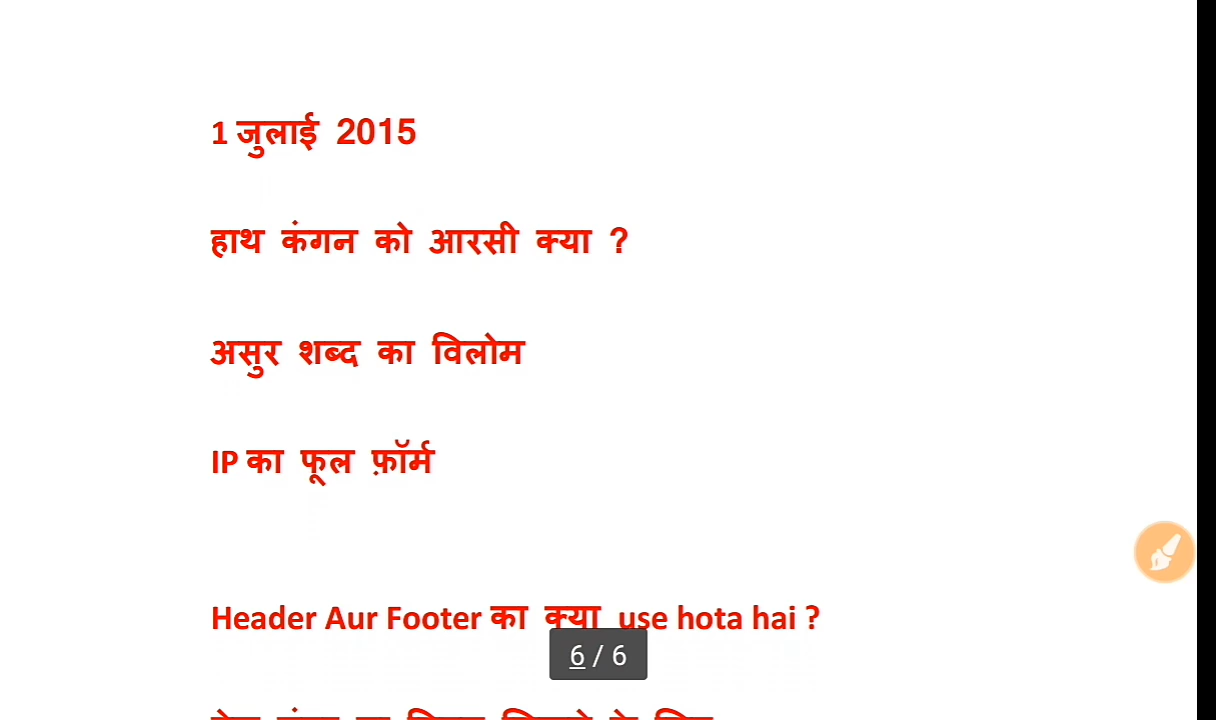 1 जुलाई 2015
हाथ कंगन को आरसी क्या ?
असुर शब्द का विलोम
IP का फूल फ़ॉर्म
Header Aur Footer का क्या use hota hai ?
6 / 6